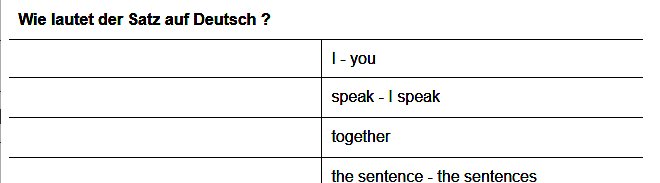 Wie lautet der Satz auf Deutsch ?
I - you
speak - I speak
together
the sentence - the sentences